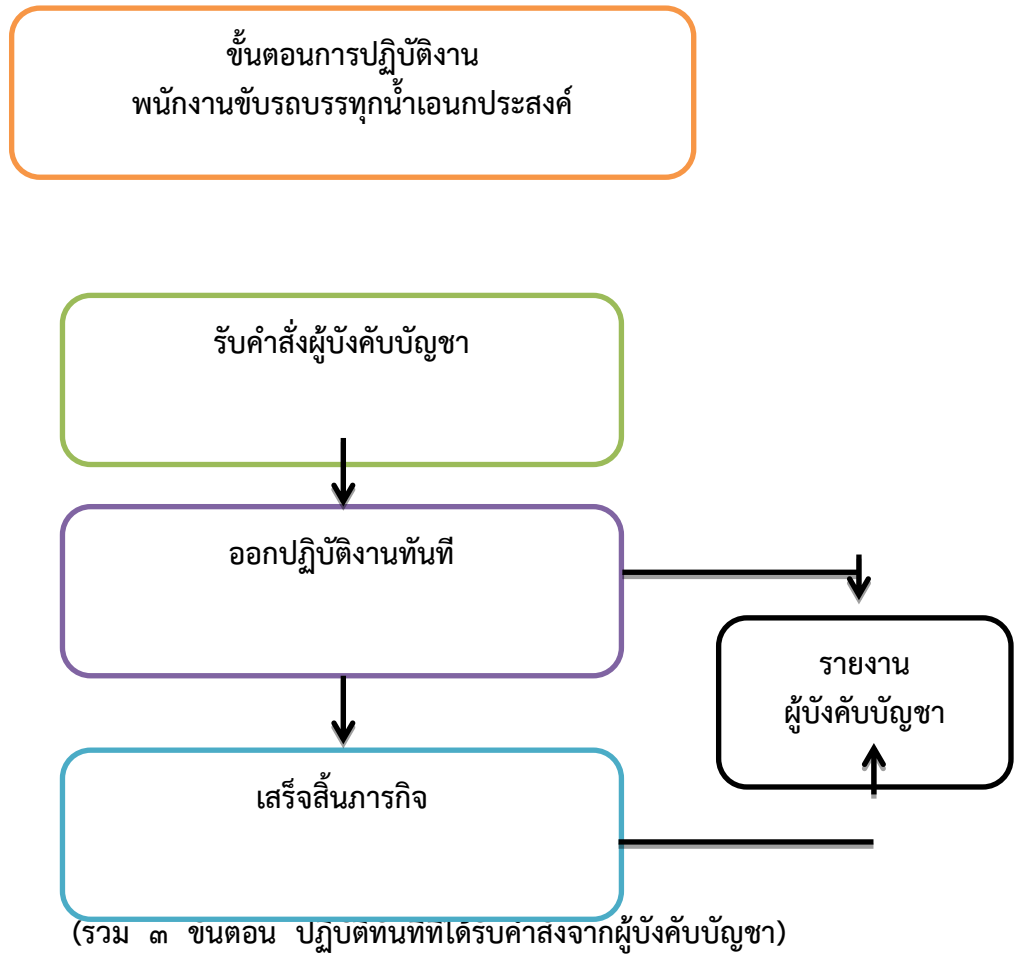 ขั้นตอนการปฏิบัติงาน
พนักงานขับรถบรรทุกน้ำเอนกประสงค์
รับคำสั่งผู้บังคับบัญชา
ออกปฏิบัติงานทันที
รายงาน
ผู้บังคับบัญชา
เสร็จสิ้นภารกิจ
(รวม ๓ ขั้นตอน ปฏิบัติทันทีที่ได้รับคำสั่งจากผู้บังคับบัญชา)